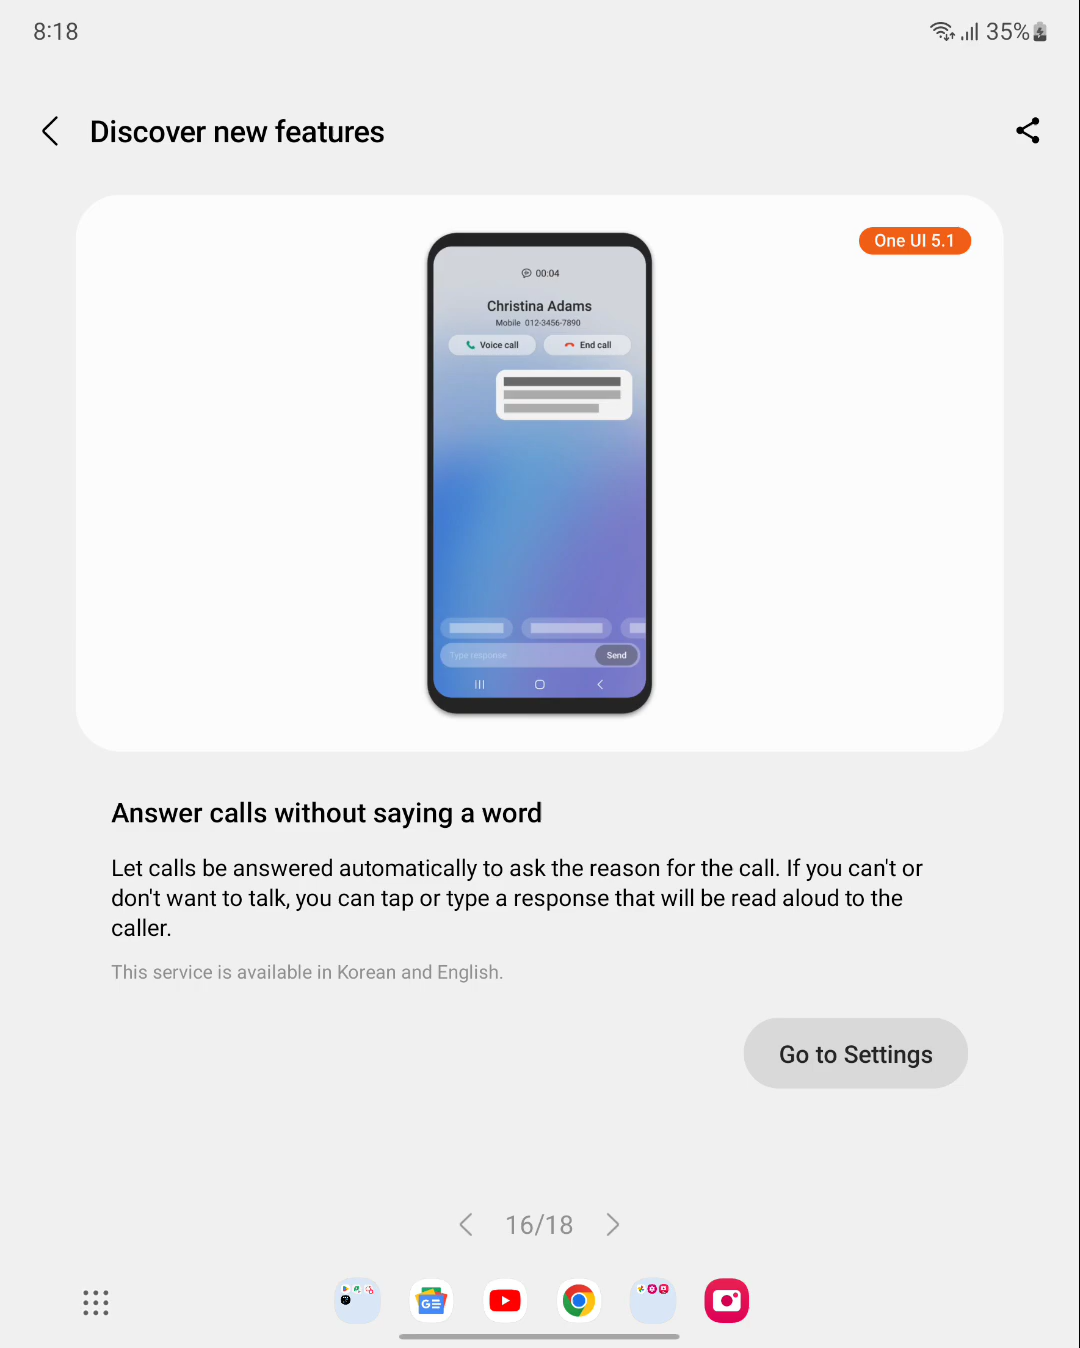 8:18
35%
Discover new features
One UI 5.1
00:04
Christina Adams
Mobile 012-3456-7890
Voice call
End call
Type response
Send
Answer calls without saying a word
Let calls be answered automatically to ask the reason for the call. If you can't or
don't want to talk, you can tap or type a response that will be read aloud to the
caller.
This service is available in Korean and English.
Go to Settings
16/18